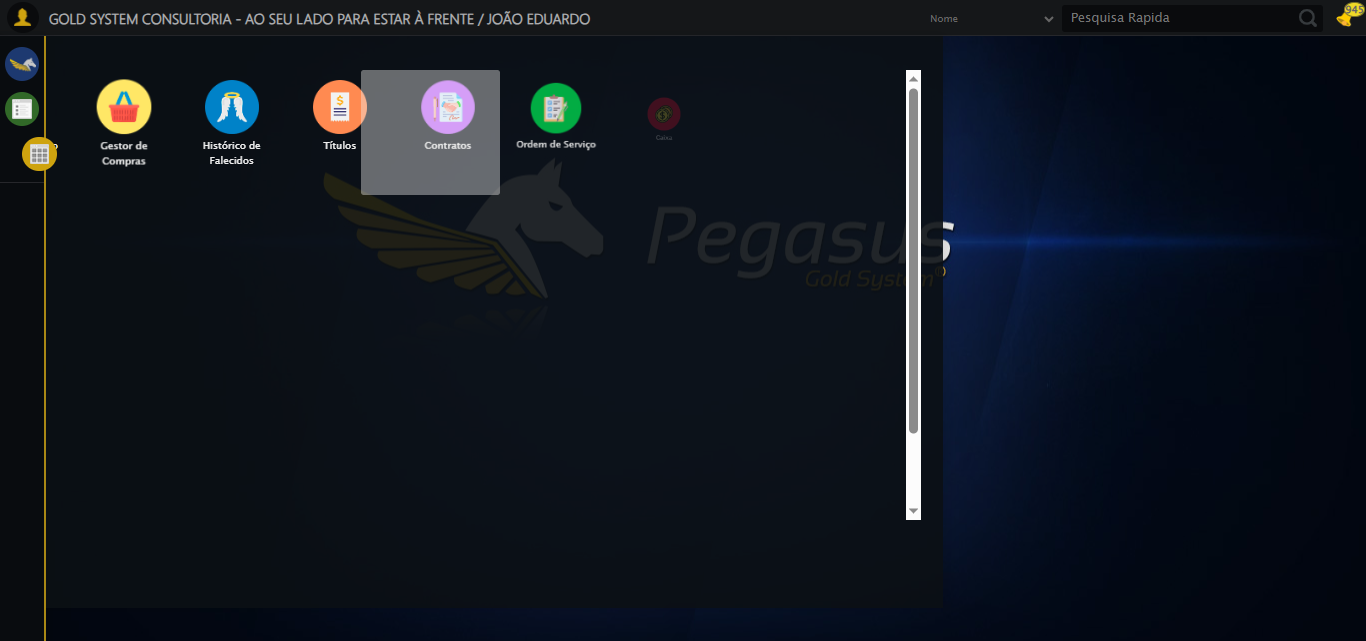 GOLD SYSTEM CONSULTORIA - AO SEU LADO PARA ESTAR À FRENTE / JOÃO EDUARDO
Nome
Pesquisa Rapida
945
Gestor de
Compras
Histórico de
Falecidos
Títulos
Contratos
Ordem de Serviço
Caixa
Pegasus
Gold System®